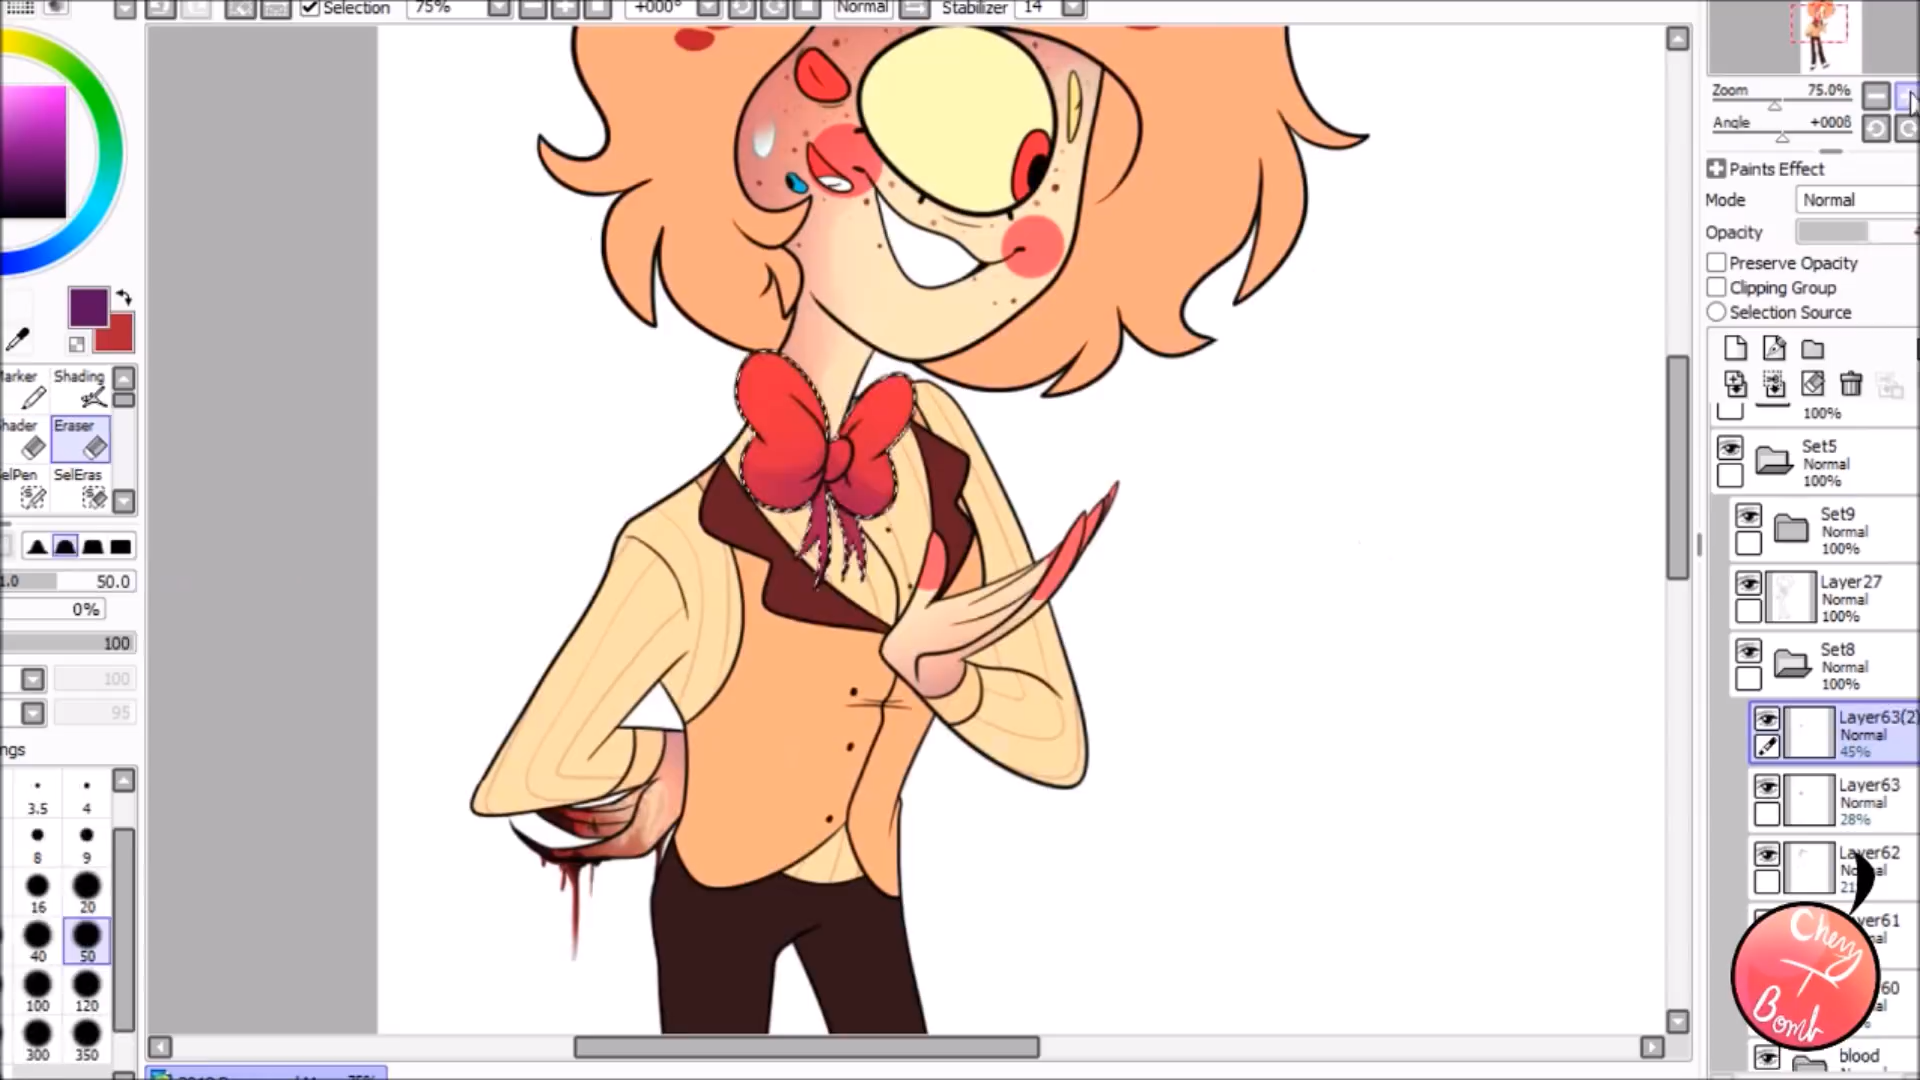 Selection
75%
+000°
Normal
Stabilizer
14
Zoom
75.0%
Angle
+000ß
Paints Effect
Mode
Normal
Opacity
Preserve Opacity
Clipping Group
Selection Source
100%
Set5
Normal
100%
Set9
Normal
100%
Layer27
Normal
100%
Set8
Normal
100%
Layer63(2)
Normal
45%
Layer63
Normal
28%
Layer62
blood
Shading
Eraser
SelEras
50.0
0%
100
100
95
3.5 4
8 9
16 20
40 50
100 120
300 350
Cherry
Bomb